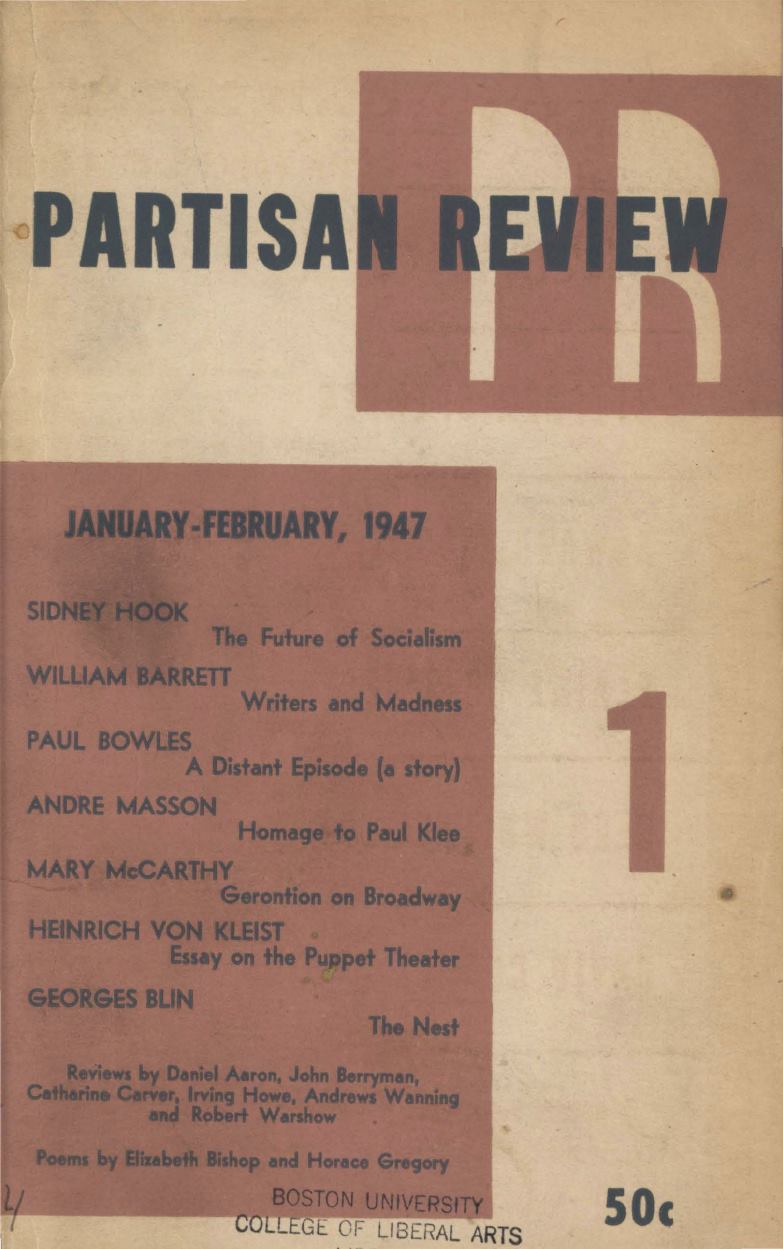 PR
PARTISAN REVIEW
JANUARY-FEBRUARY, 1947
SIDNEY HOOK
The Future of Socialism
WILLIAM BARRETT
Writers and Madness
PAUL BOWLES
A Distant Episode (a story)
ANDRE MASSON
Homage to Paul Klee
MARY McCARTHY
Gerontion on Broadway
HEINRICH VON KLEIST
Essay on the Puppet Theater
GEORGES BLIN
The Nest
Reviews by Daniel Aaron, John Berryman,
Catharine Carver, Irving Howe, Andrews Wanning
and Robert Warshow
Poems by Elizabeth Bishop and Horace Gregory
1
BOSTON UNIVERSITY
COLLEGE OF LIBERAL ARTS
50c